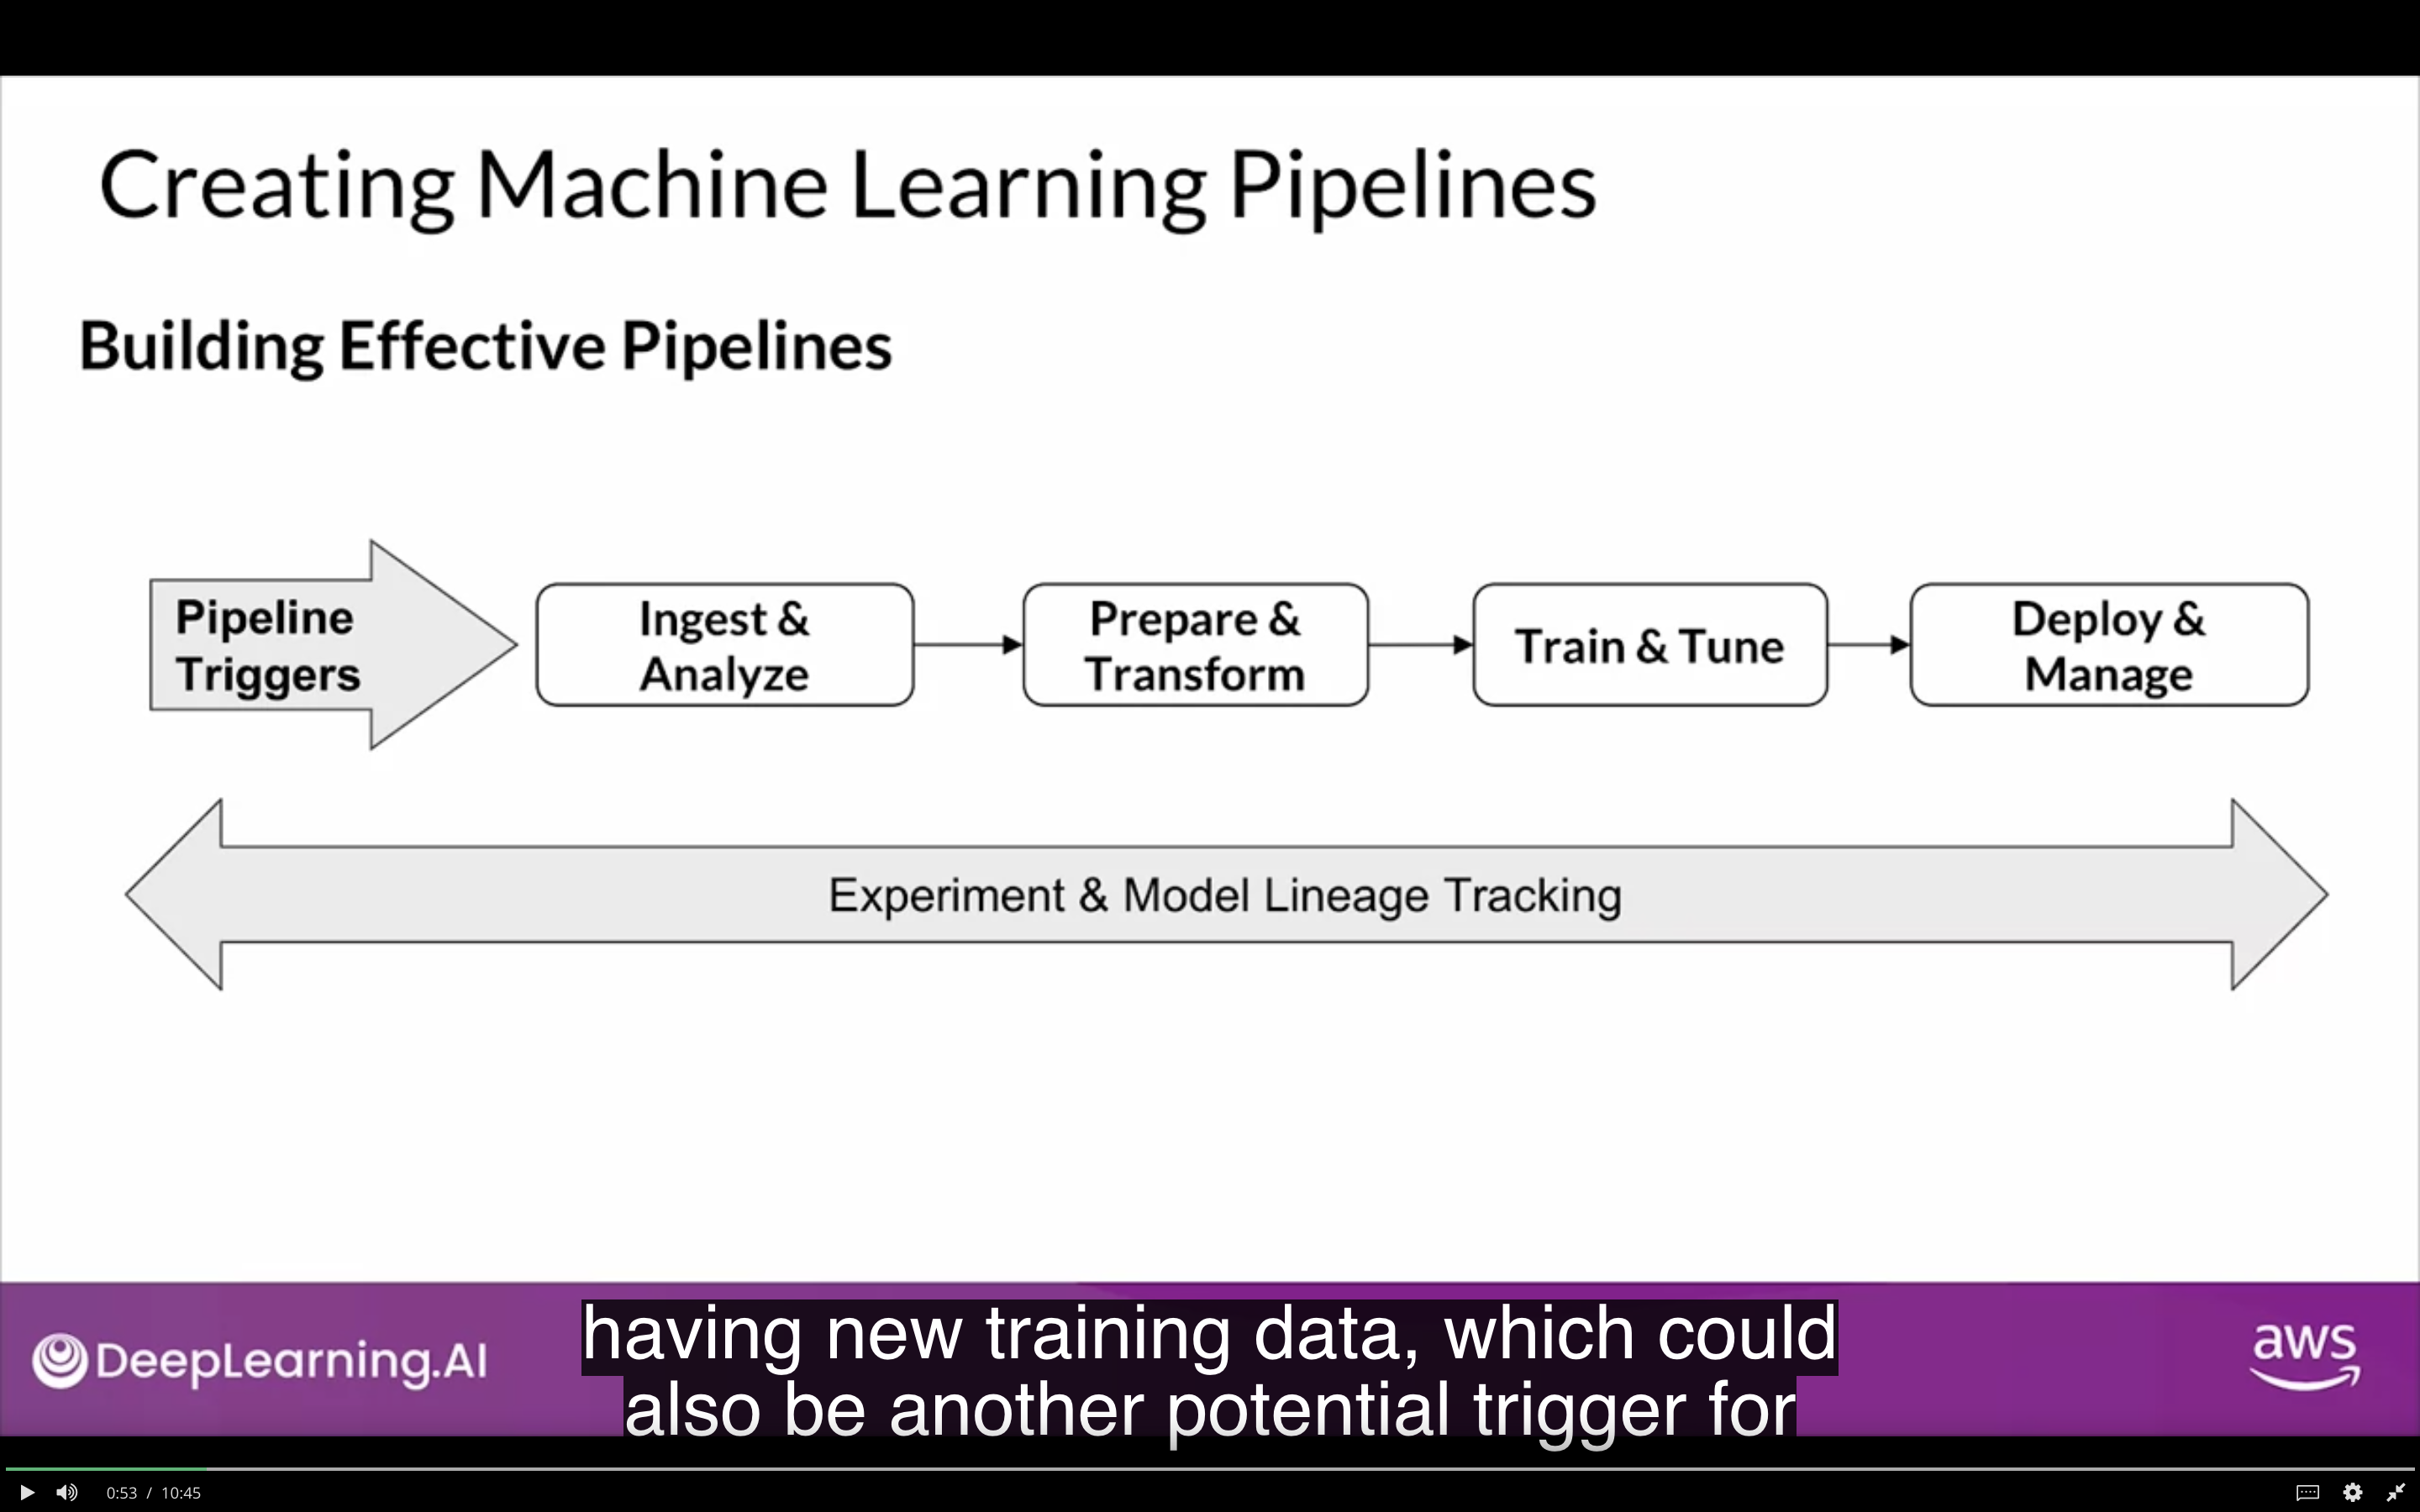 Creating Machine Learning Pipelines
Building Effective Pipelines
Pipeline
Triggers
Ingest &
Analyze
Prepare &
Transform
Train & Tune
Deploy &
Manage
Experiment & Model Lineage Tracking
DeepLearning.AI
having new training data, which could
also be another potential trigger for
aws
0:53 / 10:45